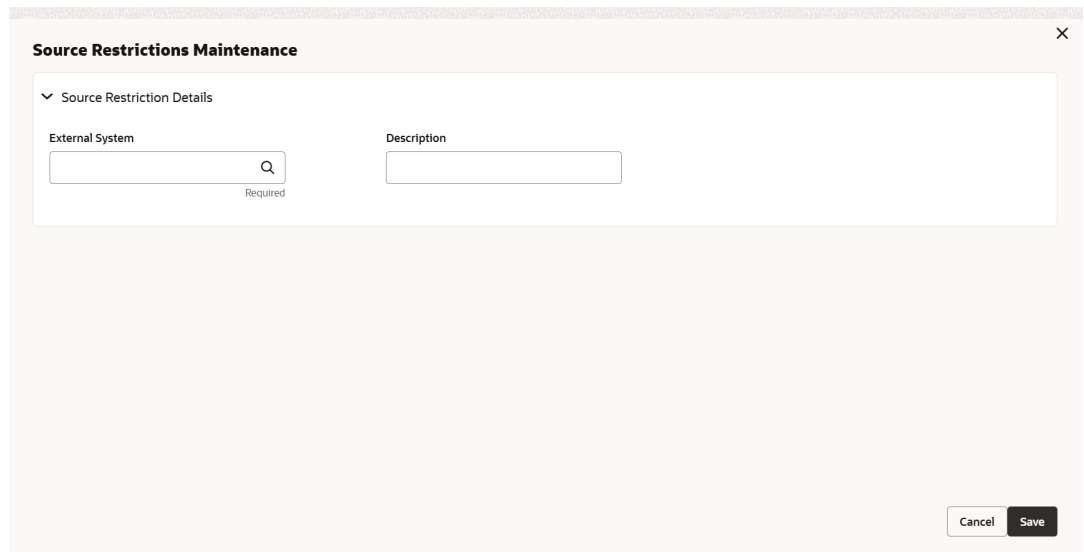 Source Restrictions Maintenance
Source Restriction Details
External System Description
Required
Cancel Save